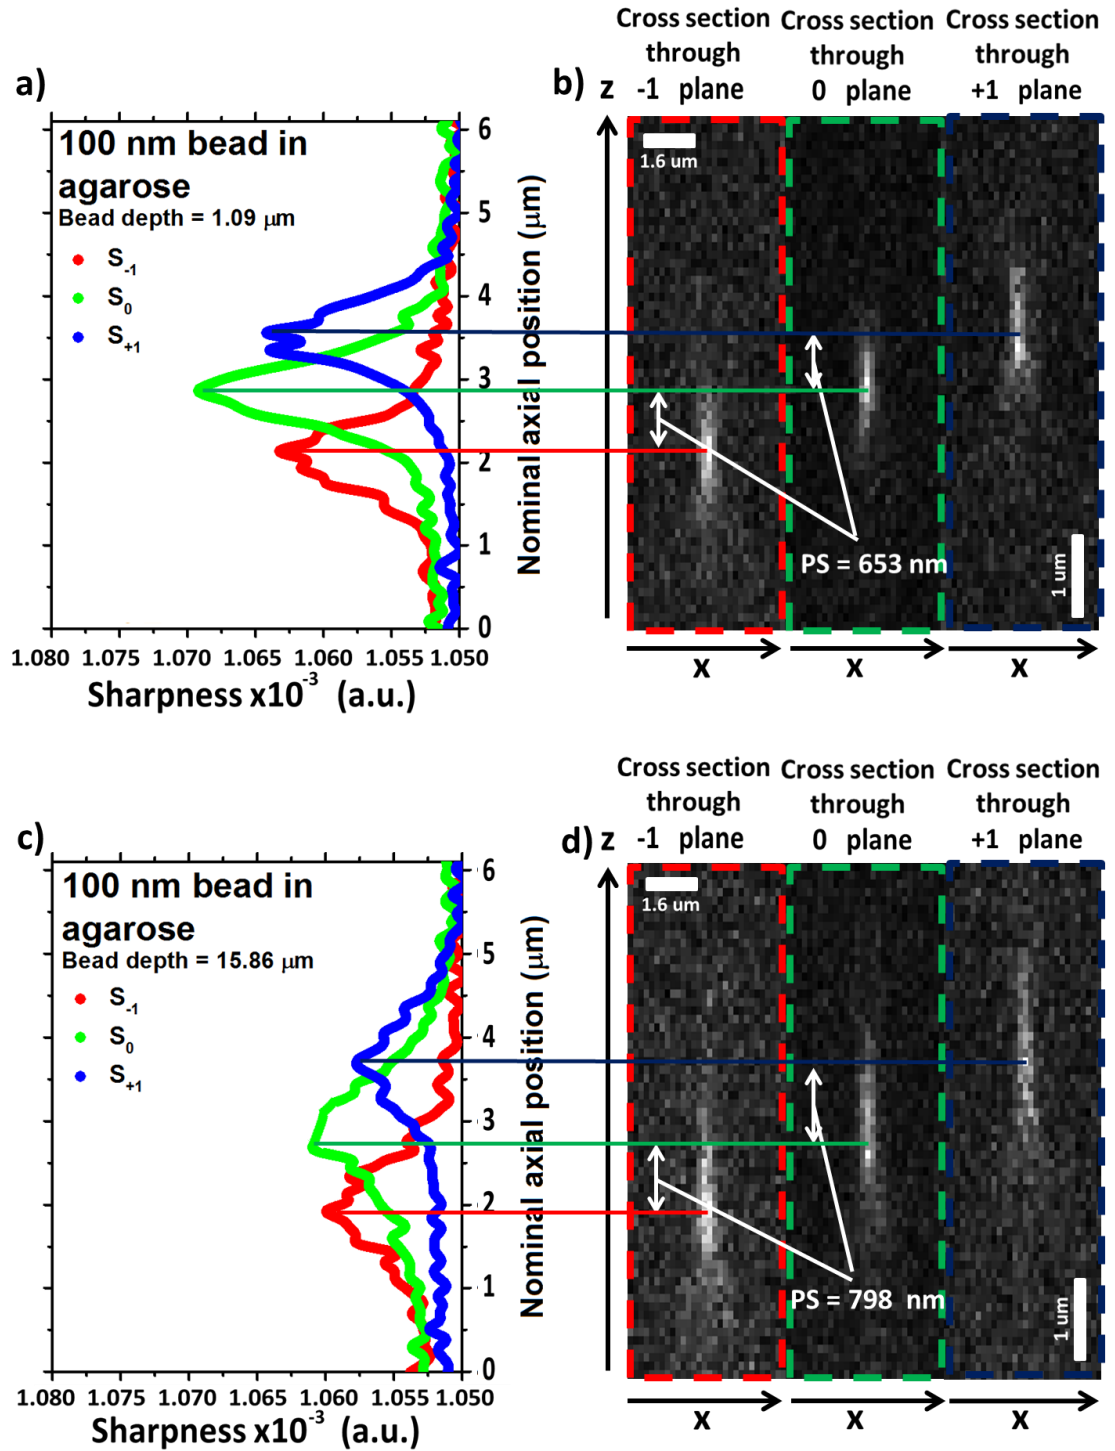 a)
100 nm bead in
agarose
Bead depth = 1.09 μm
S-1
S0
S+1
6
5
4
3
2
1
0
Nominal axial position (μm)
1.080 1.075 1.070 1.065 1.060 1.055 1.050
Sharpness x10-3 (a.u.)
b)
z
Cross section
through
-1 plane
Cross section
through
0 plane
Cross section
through
+1 plane
1.6 um
PS = 653 nm
1 um
x
x
x
c)
100 nm bead in
agarose
Bead depth = 15.86 μm
S-1
S0
S+1
6
5
4
3
2
1
0
Nominal axial position (μm)
1.080 1.075 1.070 1.065 1.060 1.055 1.050
Sharpness x10-3 (a.u.)
d)
z
Cross section
through
-1 plane
Cross section
through
0 plane
Cross section
through
+1 plane
1.6 um
PS = 798 nm
1 um
x
x
x